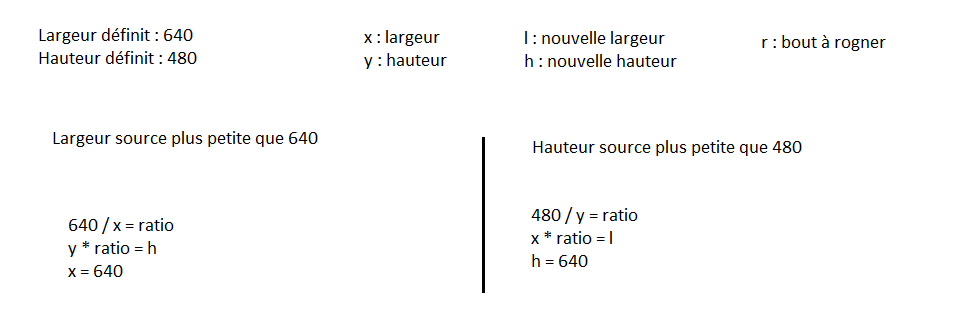 Largeur définit : 640
Hauteur définit : 480
x : largeur
y : hauteur
l : nouvelle largeur
h : nouvelle hauteur
r : bout à rogner
Largeur source plus petite que 640
640 / x = ratio
y * ratio = h
x = 640
Hauteur source plus petite que 480
480 / y = ratio
x * ratio = l
h = 640